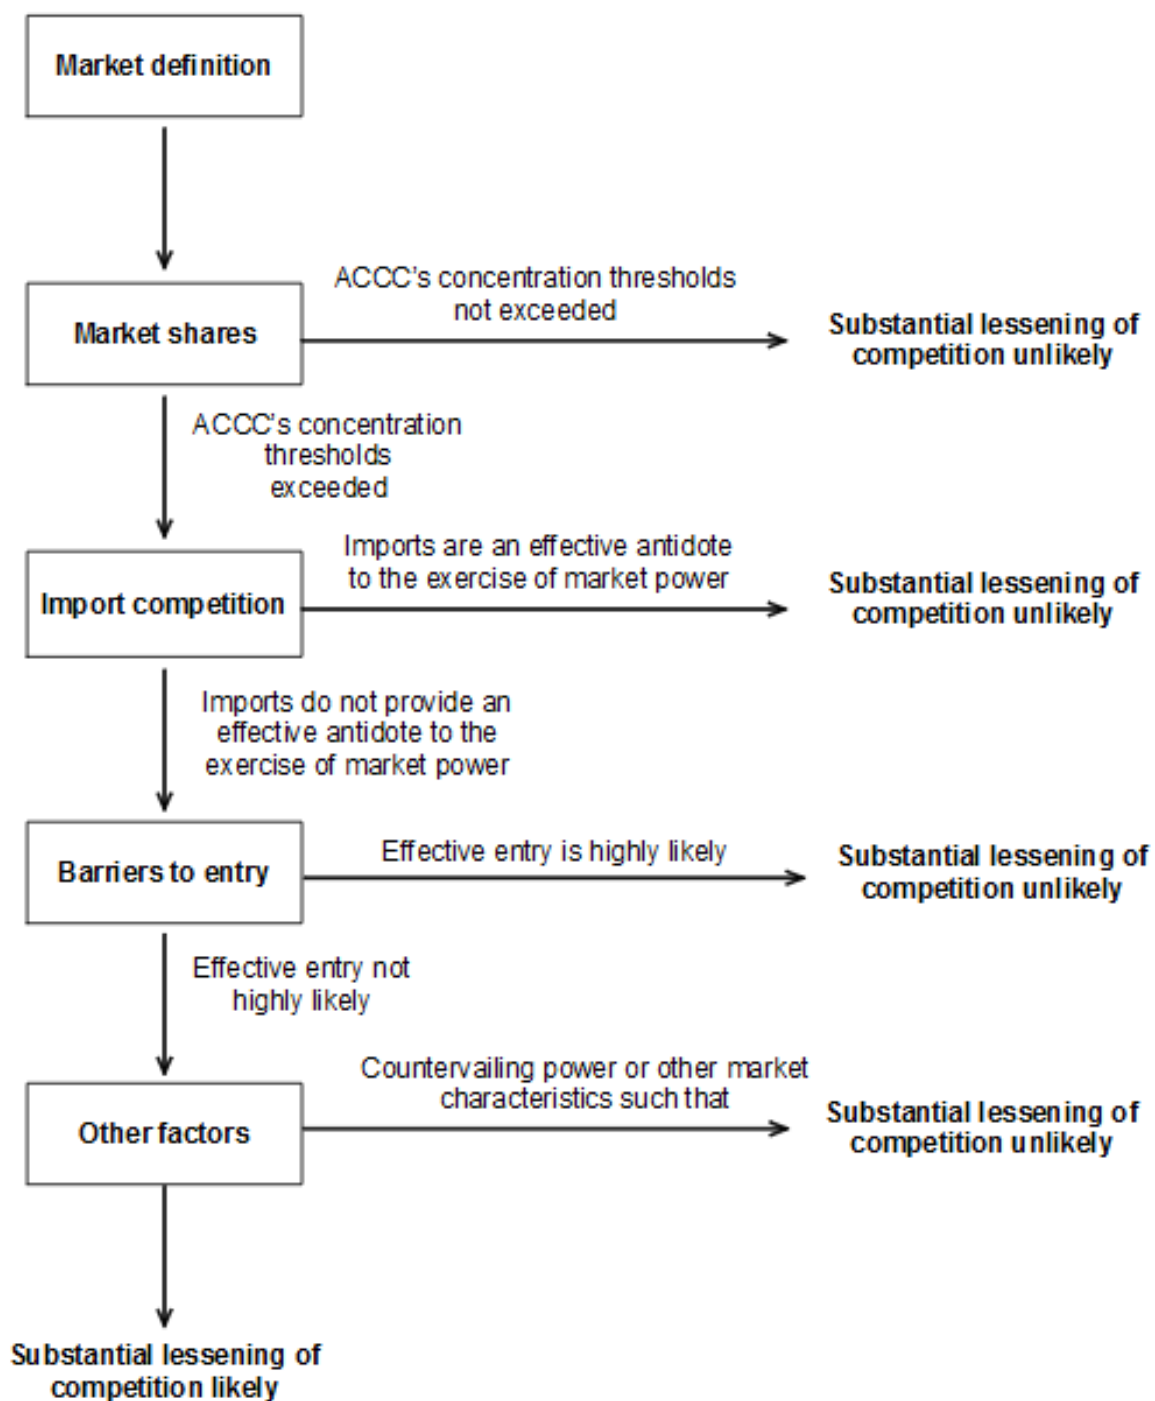 Market definition
ACCC's concentration thresholds
not exceeded
Market shares
Substantial lessening of
competition unlikely
ACCC's concentration
thresholds
exceeded
Imports are an effective antidote
to the exercise of market power
Import competition
Substantial lessening of
competition unlikely
Imports do not provide an
effective antidote to the
exercise of market power
Effective entry is highly likely
Barriers to entry
Substantial lessening of
competition unlikely
Effective entry not
highly likely
Countervailing power or other market
characteristics such that
Other factors
Substantial lessening of
competition unlikely
Substantial lessening of
competition likely